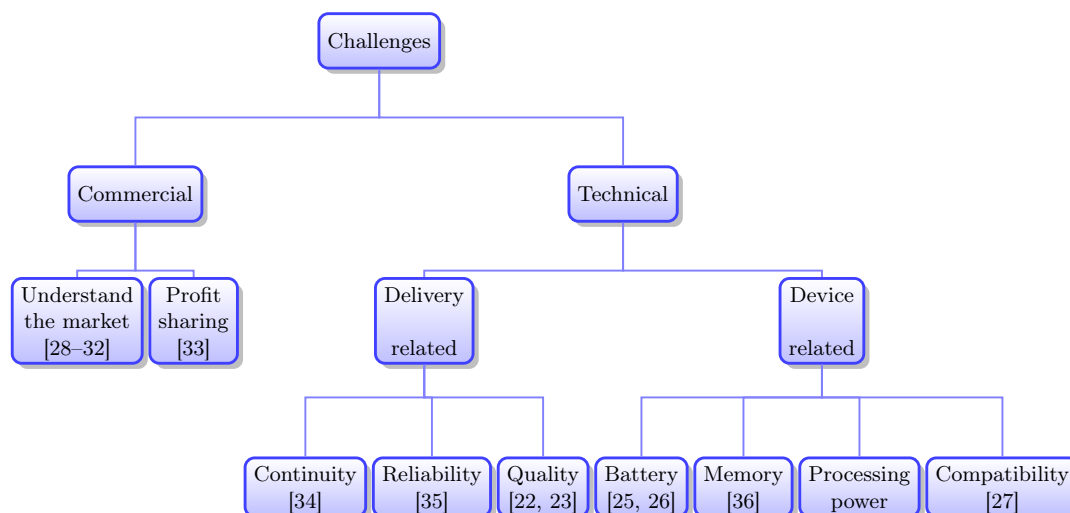 Challenges
Commercial
Technical
Understand
the market
[28–32]
Profit
sharing
[33]
Delivery
related
Device
related
Continuity
[34]
Reliability
[35]
Quality
[22, 23]
Battery
[25, 26]
Memory
[36]
Processing
power
Compatibility
[27]